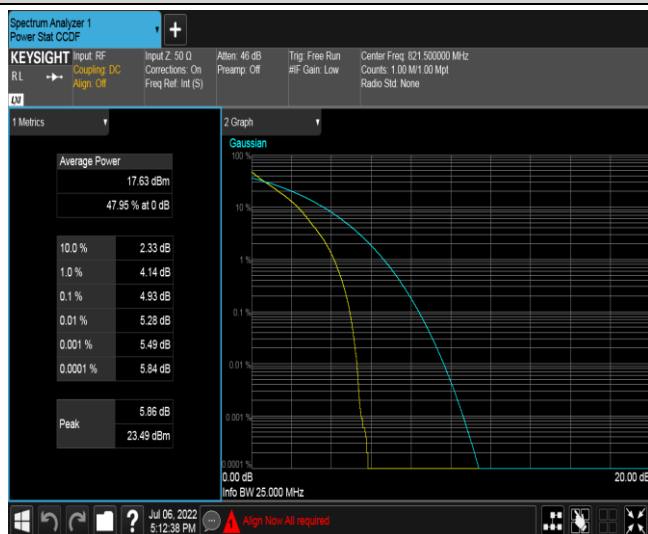 Spectrum Analyzer 1
Power Stat CCDF
+
KEYSIGHT
RL
LXI
Input: RF
Coupling: DC
Align: Off
Input Z: 50 Ω
Corrections: On
Freq Ref: Int (S)
Atten: 46 dB
Preamp: Off
Trig: Free Run
#IF Gain: Low
Center Freq: 821.500000 MHz
Counts: 1.00 M/1.00 Mpt
Radio Std: None
1 Metrics
Average Power
17.63 dBm
47.95 % at 0 dB
10.0 % 2.33 dB
1.0 % 4.14 dB
0.1 % 4.93 dB
0.01 % 5.28 dB
0.001 % 5.49 dB
0.0001 % 5.84 dB
Peak
5.86 dB
23.49 dBm
2 Graph
Gaussian
100 %
10 %
1 %
0.1 %
0.01 %
0.001 %
0.0001 %
0.00 dB
20.00 dB
Info BW 25.000 MHz
?
Jul 06, 2022
5:12:38 PM
Align Now All required